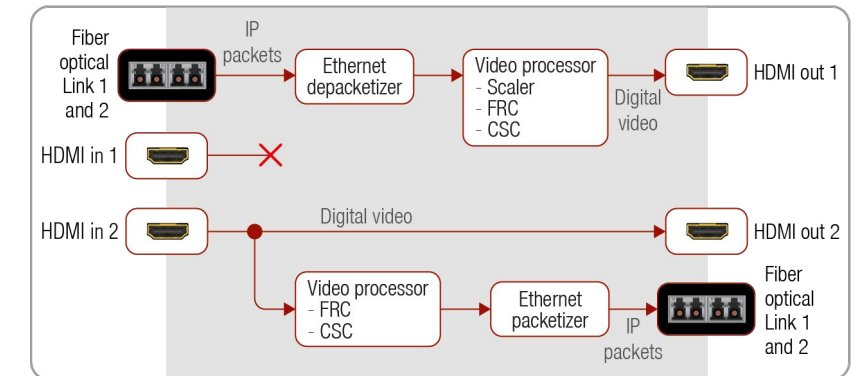 Fiber
optical
Link 1
and 2
IP
packets
Ethernet
depacketizer
Video processor
- Scaler
- FRC
- CSC
Digital
video
HDMI out 1
HDMI in 1
HDMI in 2
Digital video
HDMI out 2
Video processor
- FRC
- CSC
Ethernet
packetizer
IP
packets
Fiber
optical
Link 1
and 2